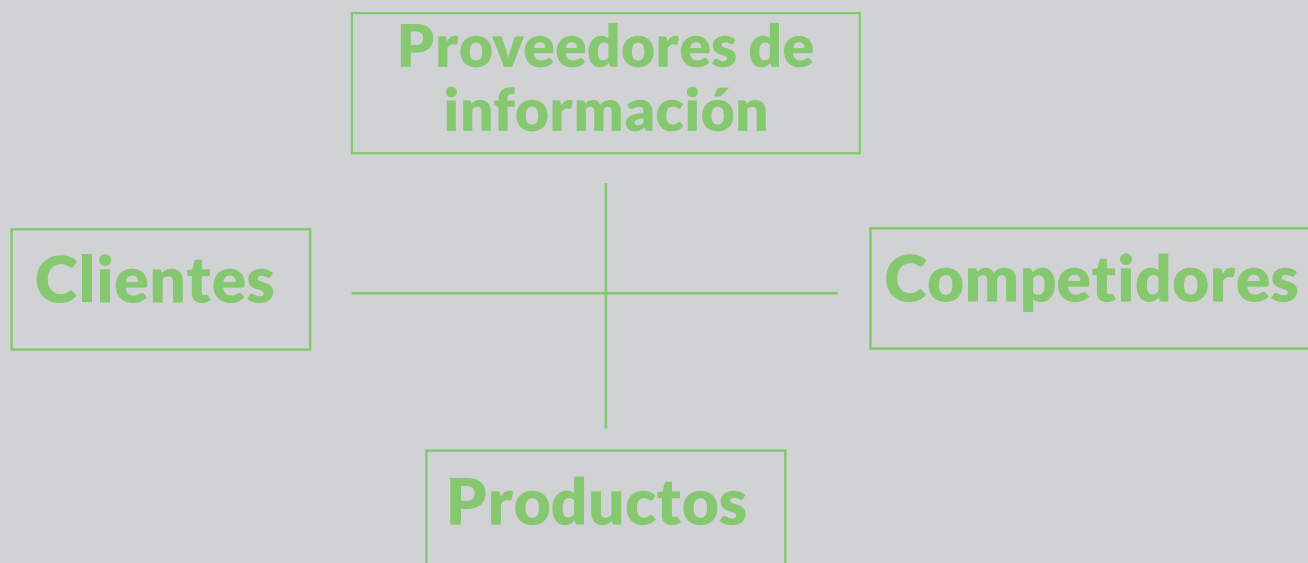 Proveedores de
información
Clientes
Competidores
Productos